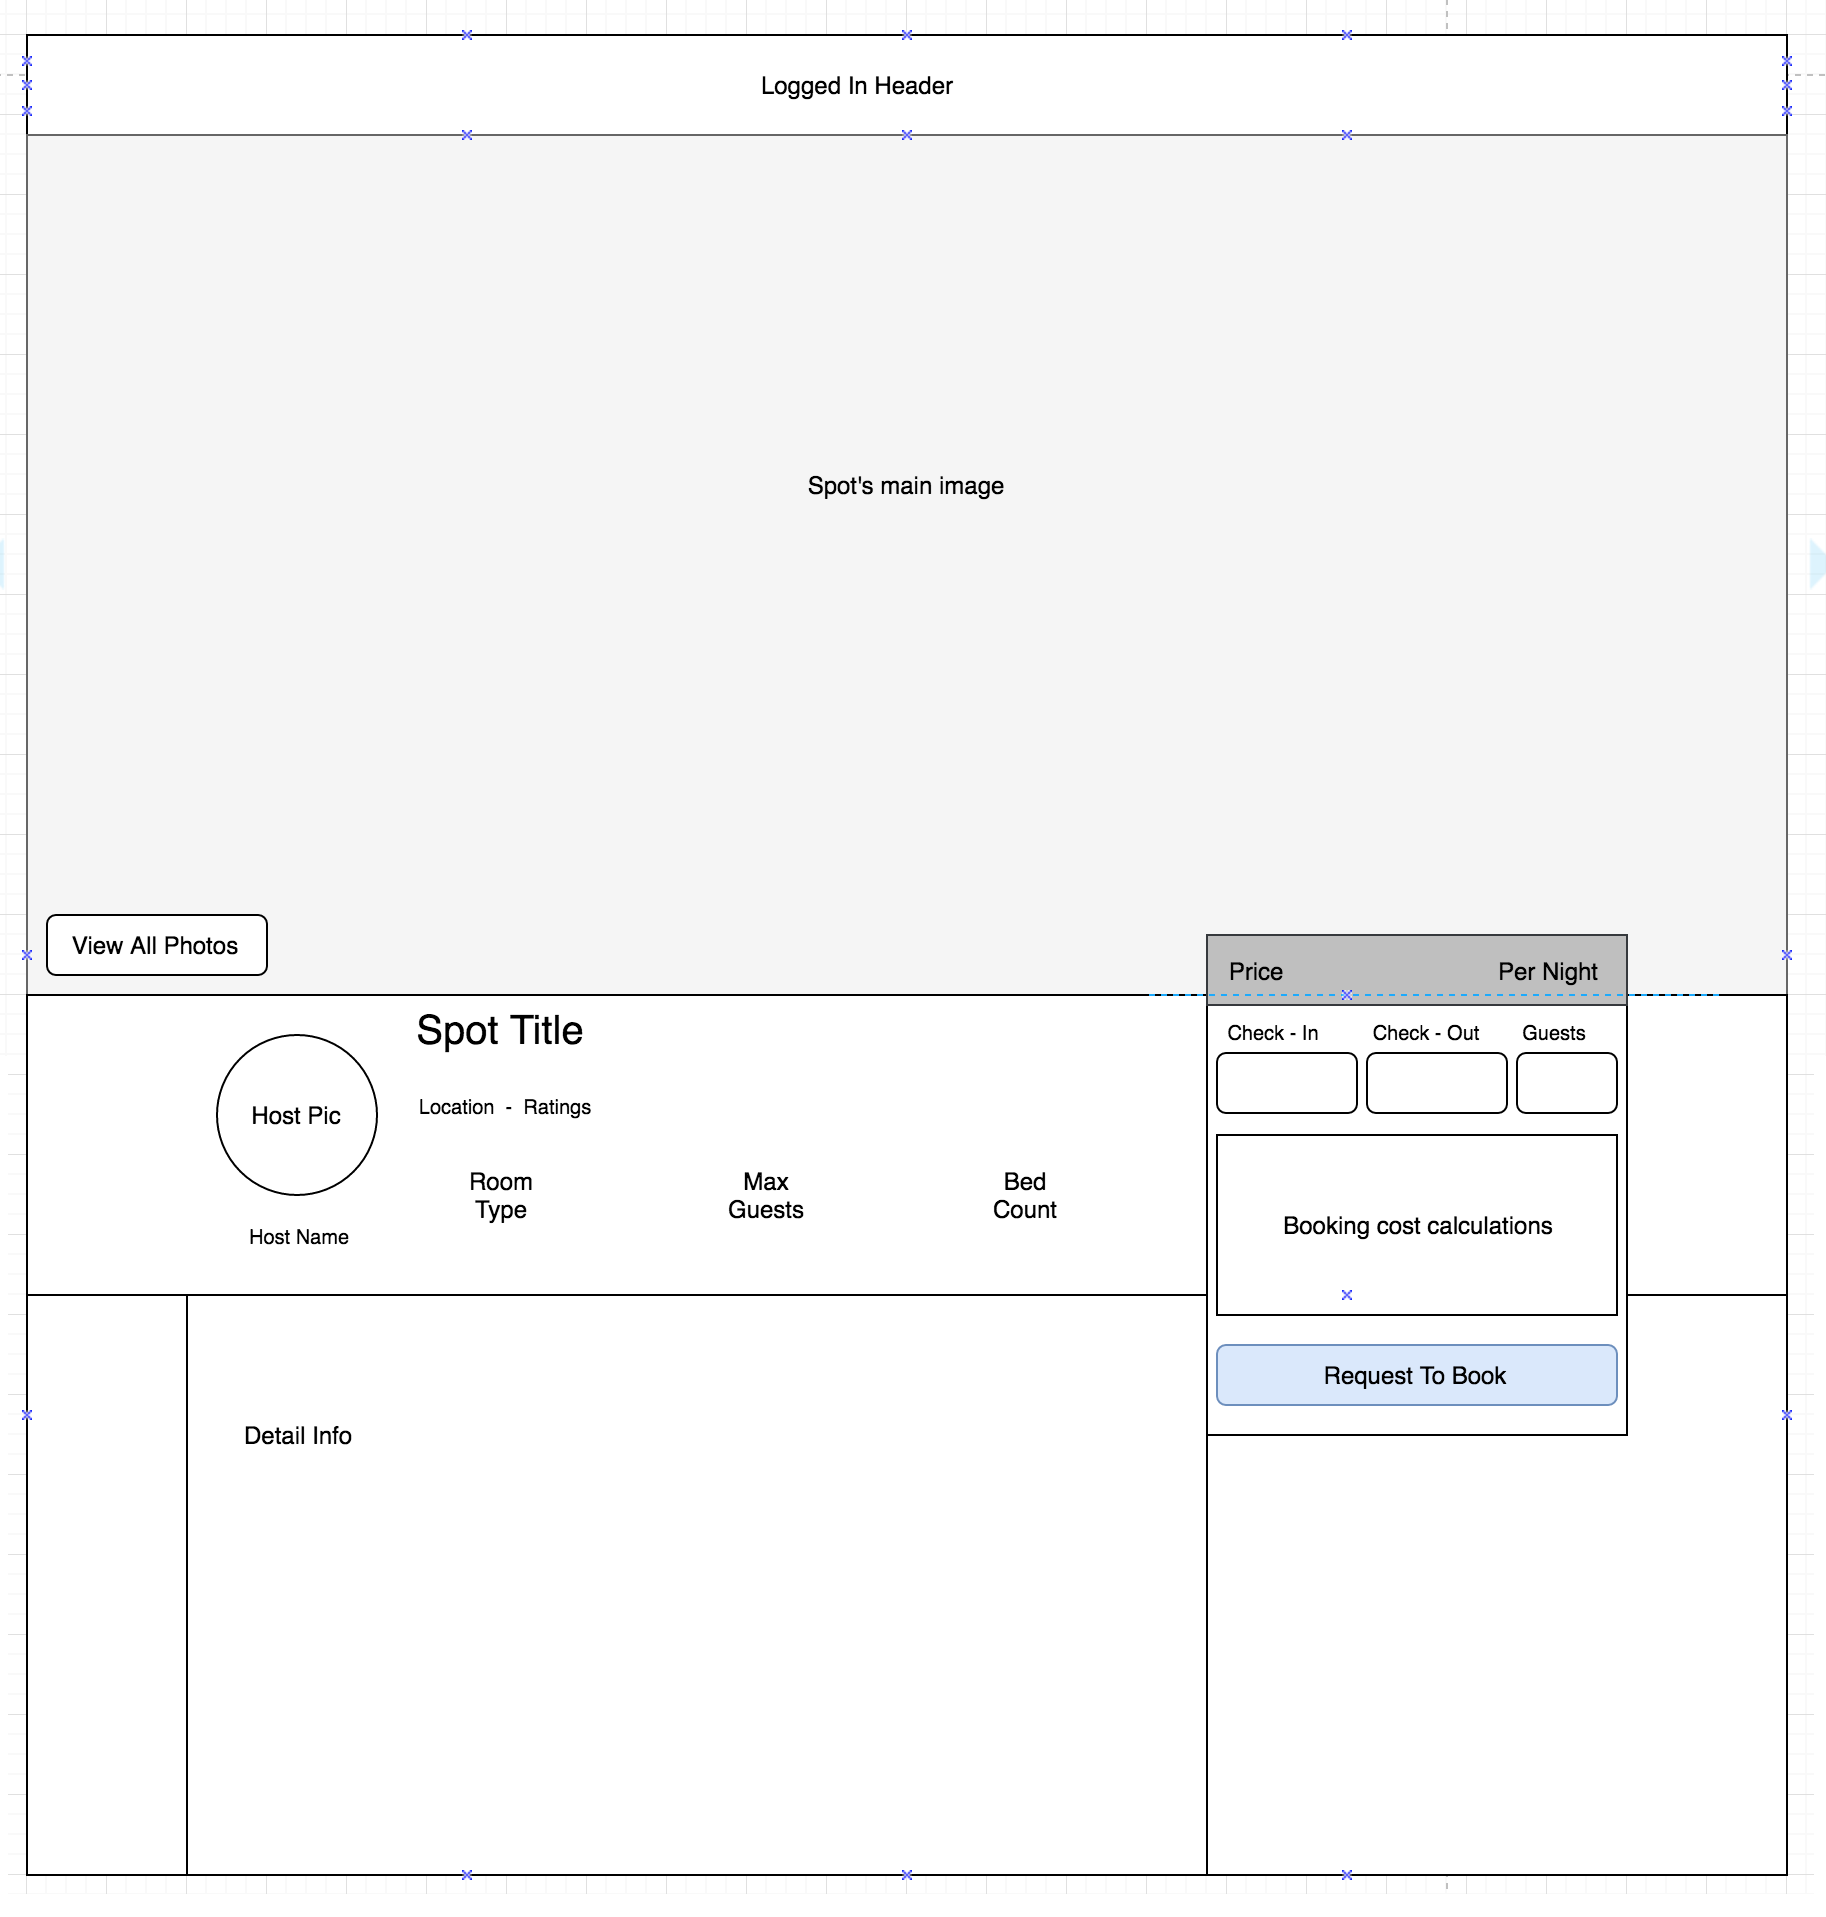 Logged In Header
Spot's main image
View All Photos
Price
Per Night
Spot Title
Check - In
Check - Out
Guests
Host Pic
Location - Ratings
Room
Type
Max
Guests
Bed
Count
Host Name
Booking cost calculations
Request To Book
Detail Info